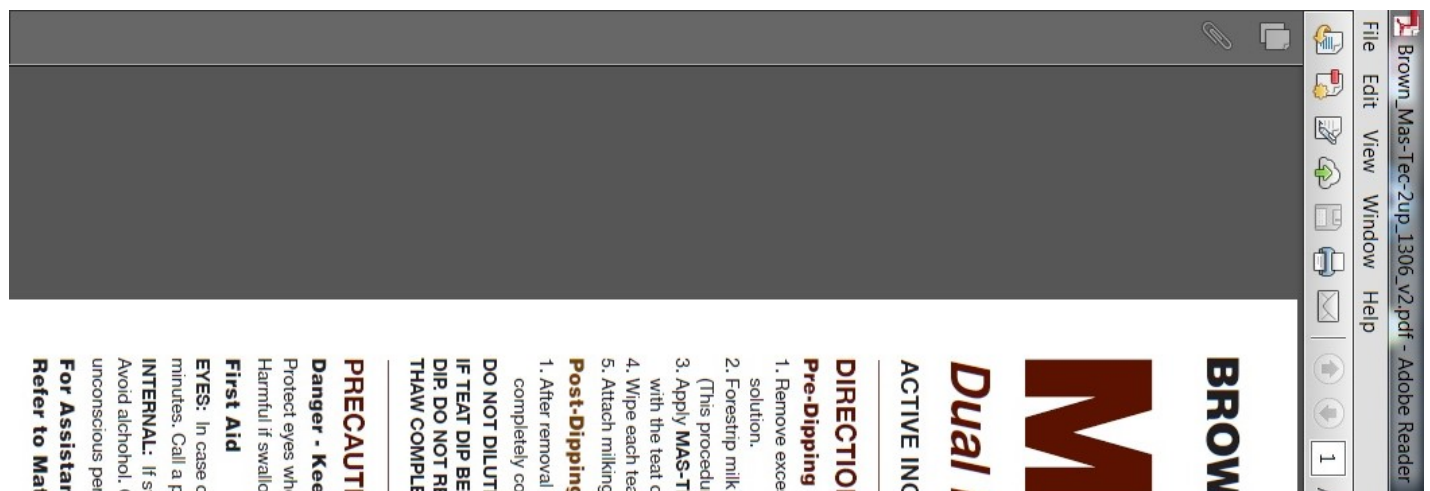 Brown_Mas-Tec-2up_1306_v2.pdf - Adobe Reader
File Edit View Window Help
1
BROW
M
Dual
ACTIVE ING
DIRECTIO
Pre-Dipping
1. Remove exce
solution.
2. Forestrip milk
(This procedu
3. Apply MAS-T
with the teat c
4. Wipe each tea
5. Attach milking
Post-Dipping
1. After removal
completely co
DO NOT DILUT
IF TEAT DIP BE
DIP. DO NOT RE
THAW COMPLE
PRECAUT
Danger - Kee
Protect eyes whe
Harmful if swallo
First Aid
EYES: In case c
minutes. Call a p
INTERNAL: If s
Avoid alchohol.
unconscious per
For Assistan
Refer to Mat